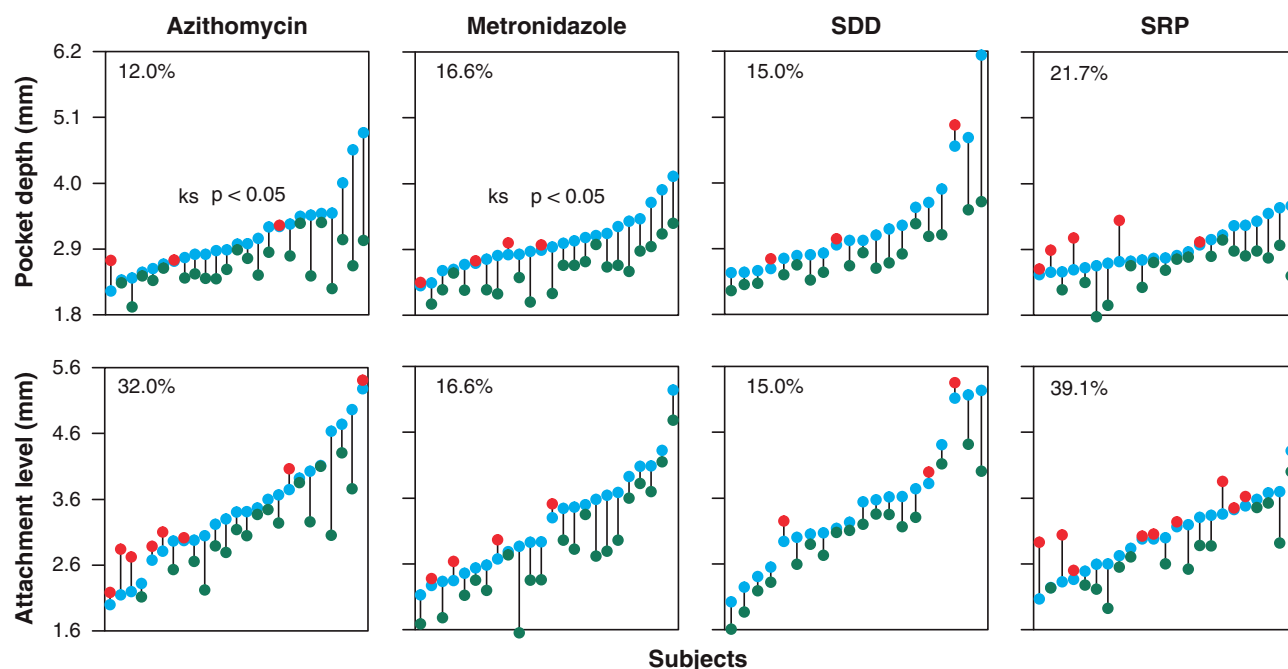 Azithomycin Metronidazole SDD SRP
Pocket depth (mm)
6.2
5.1
4.0
2.9
1.8
12.0% 16.6% 15.0% 21.7%
ks p < 0.05 ks p < 0.05
Attachment level (mm)
5.6
4.6
3.6
2.6
1.6
32.0% 16.6% 15.0% 39.1%
Subjects